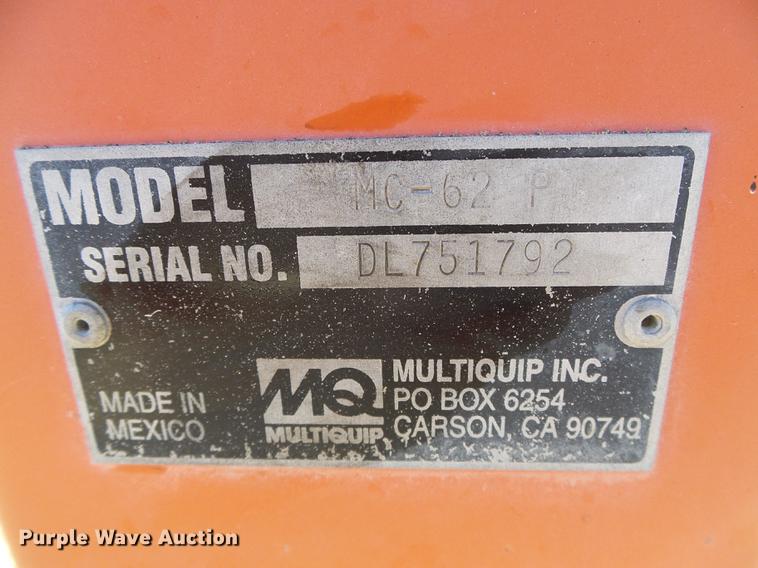 MODEL MC-62 P
SERIAL NO. DL751792
MADE IN
MEXICO
MQ
MULTIQUIP
MULTIQUIP INC.
PO BOX 6254
CARSON, CA 90749
Purple Wave Auction